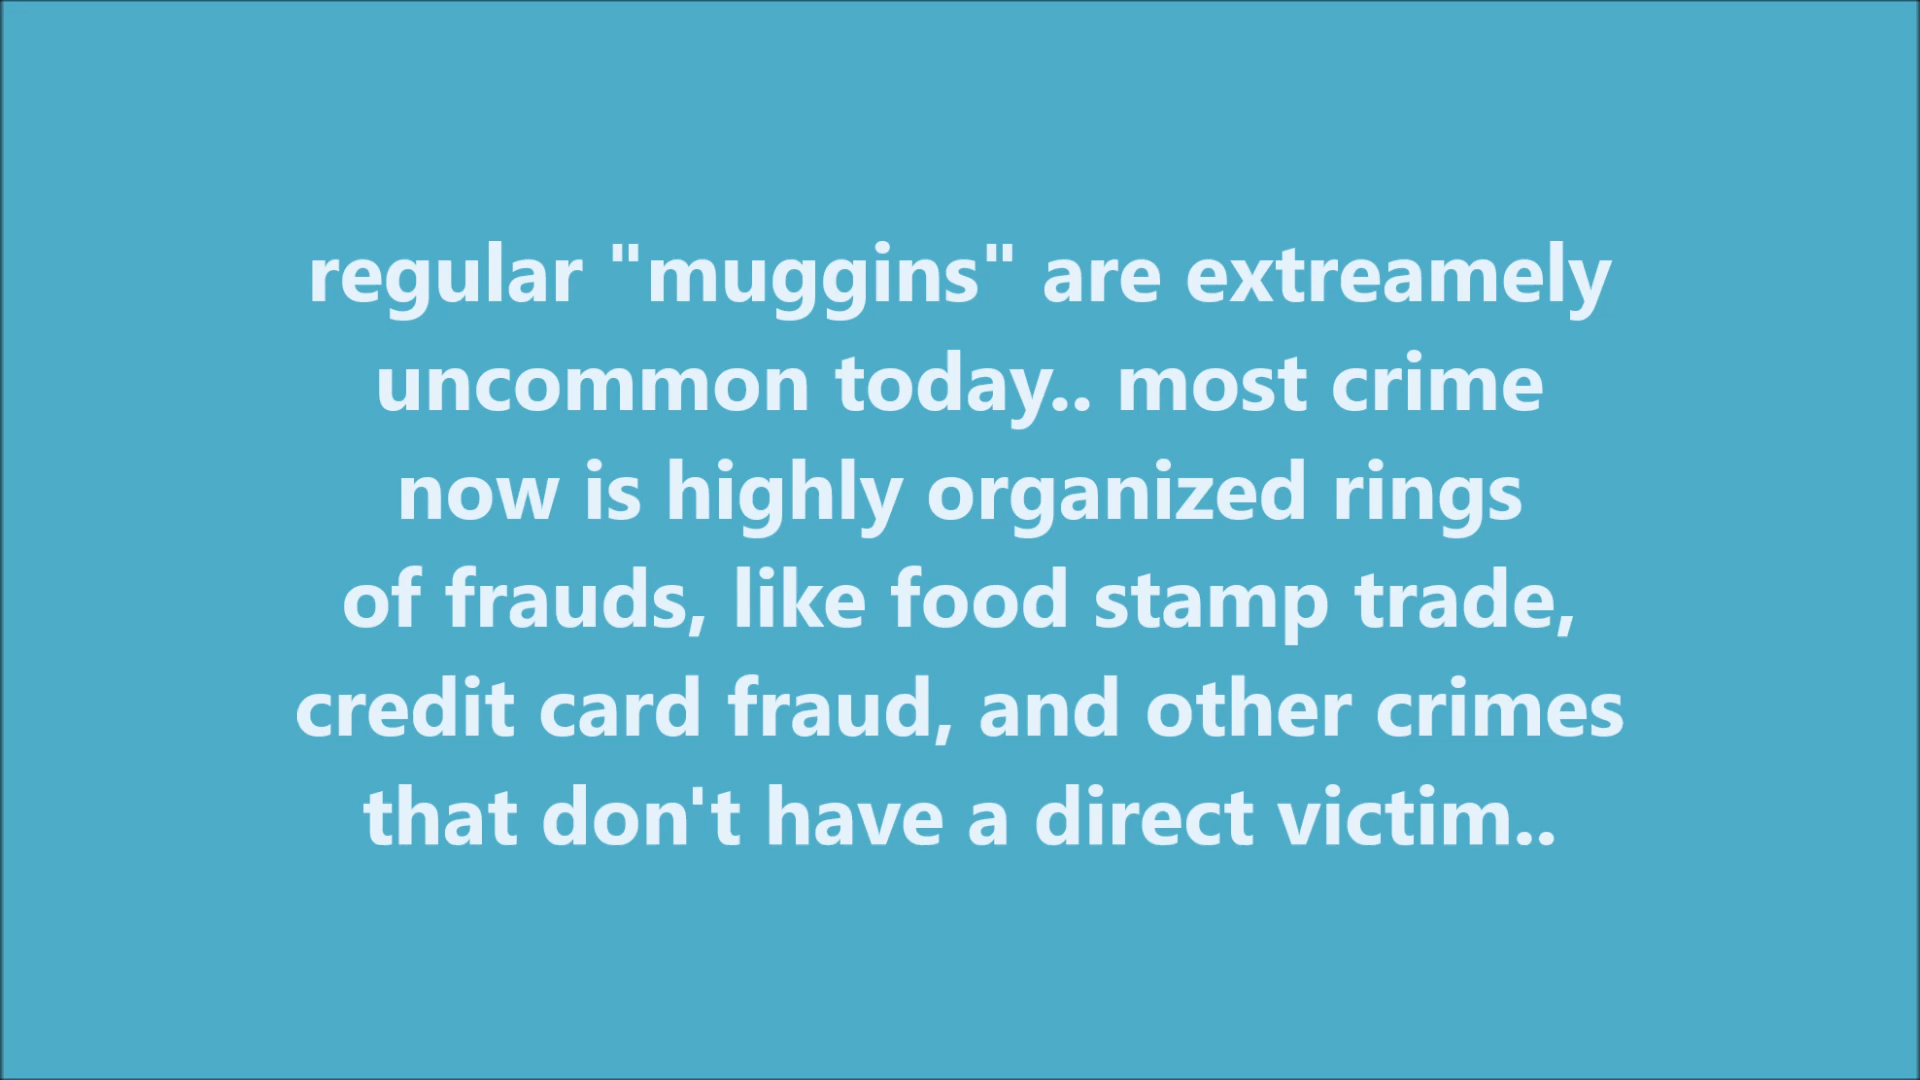 regular "muggins" are extreamely
uncommon today.. most crime
now is highly organized rings
of frauds, like food stamp trade,
credit card fraud, and other crimes
that don't have a direct victim..